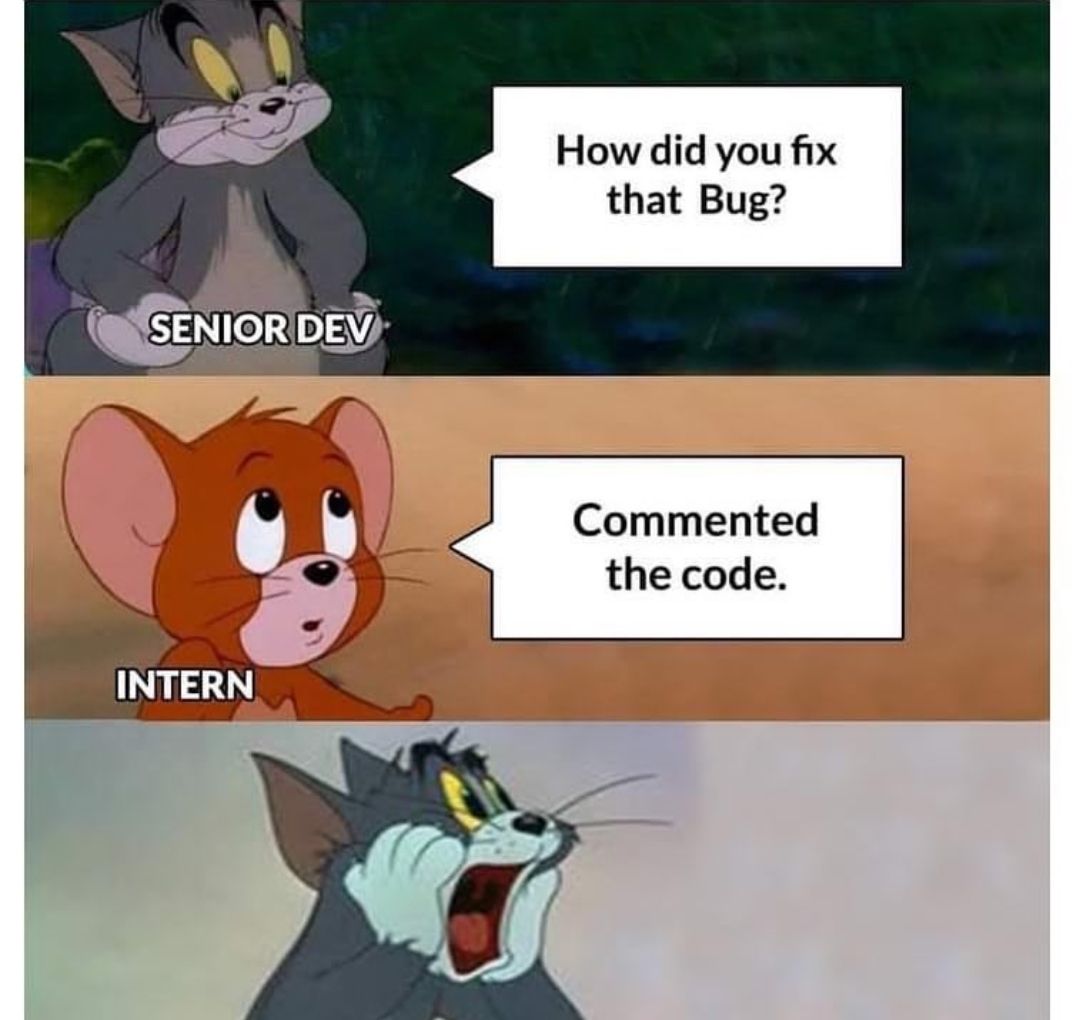 How did you fix
that Bug?
SENIOR DEV
Commented
the code.
INTERN